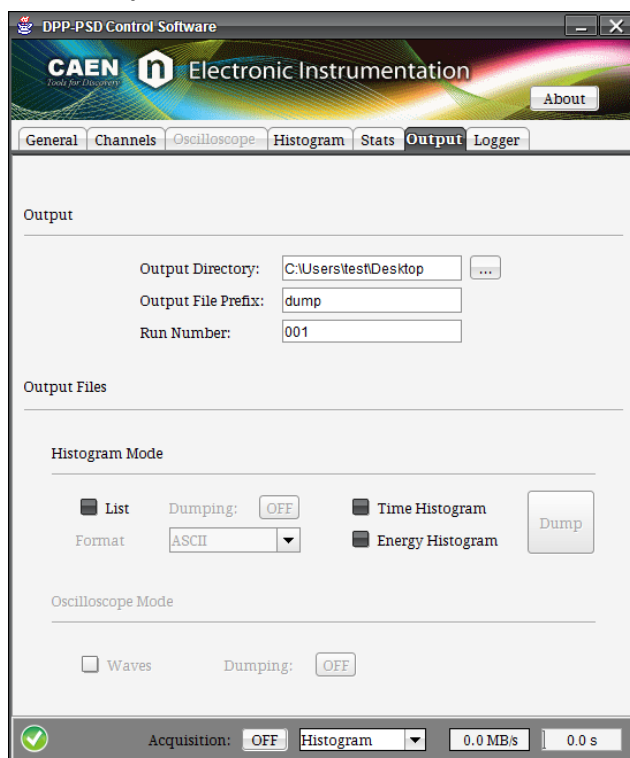 DPP-PSD Control Software
CAEN n Electronic Instrumentation
Tools for Discovery
About
General Channels Oscilloscope Histogram Stats Output Logger
Output
Output Directory: C:\Users\test\Desktop ...
Output File Prefix: dump
Run Number: 001
Output Files
Histogram Mode
List Dumping: OFF Time Histogram Dump
Format ASCII Energy Histogram
Oscilloscope Mode
Waves Dumping: OFF
Acquisition: OFF Histogram 0.0 MB/s 0.0 s